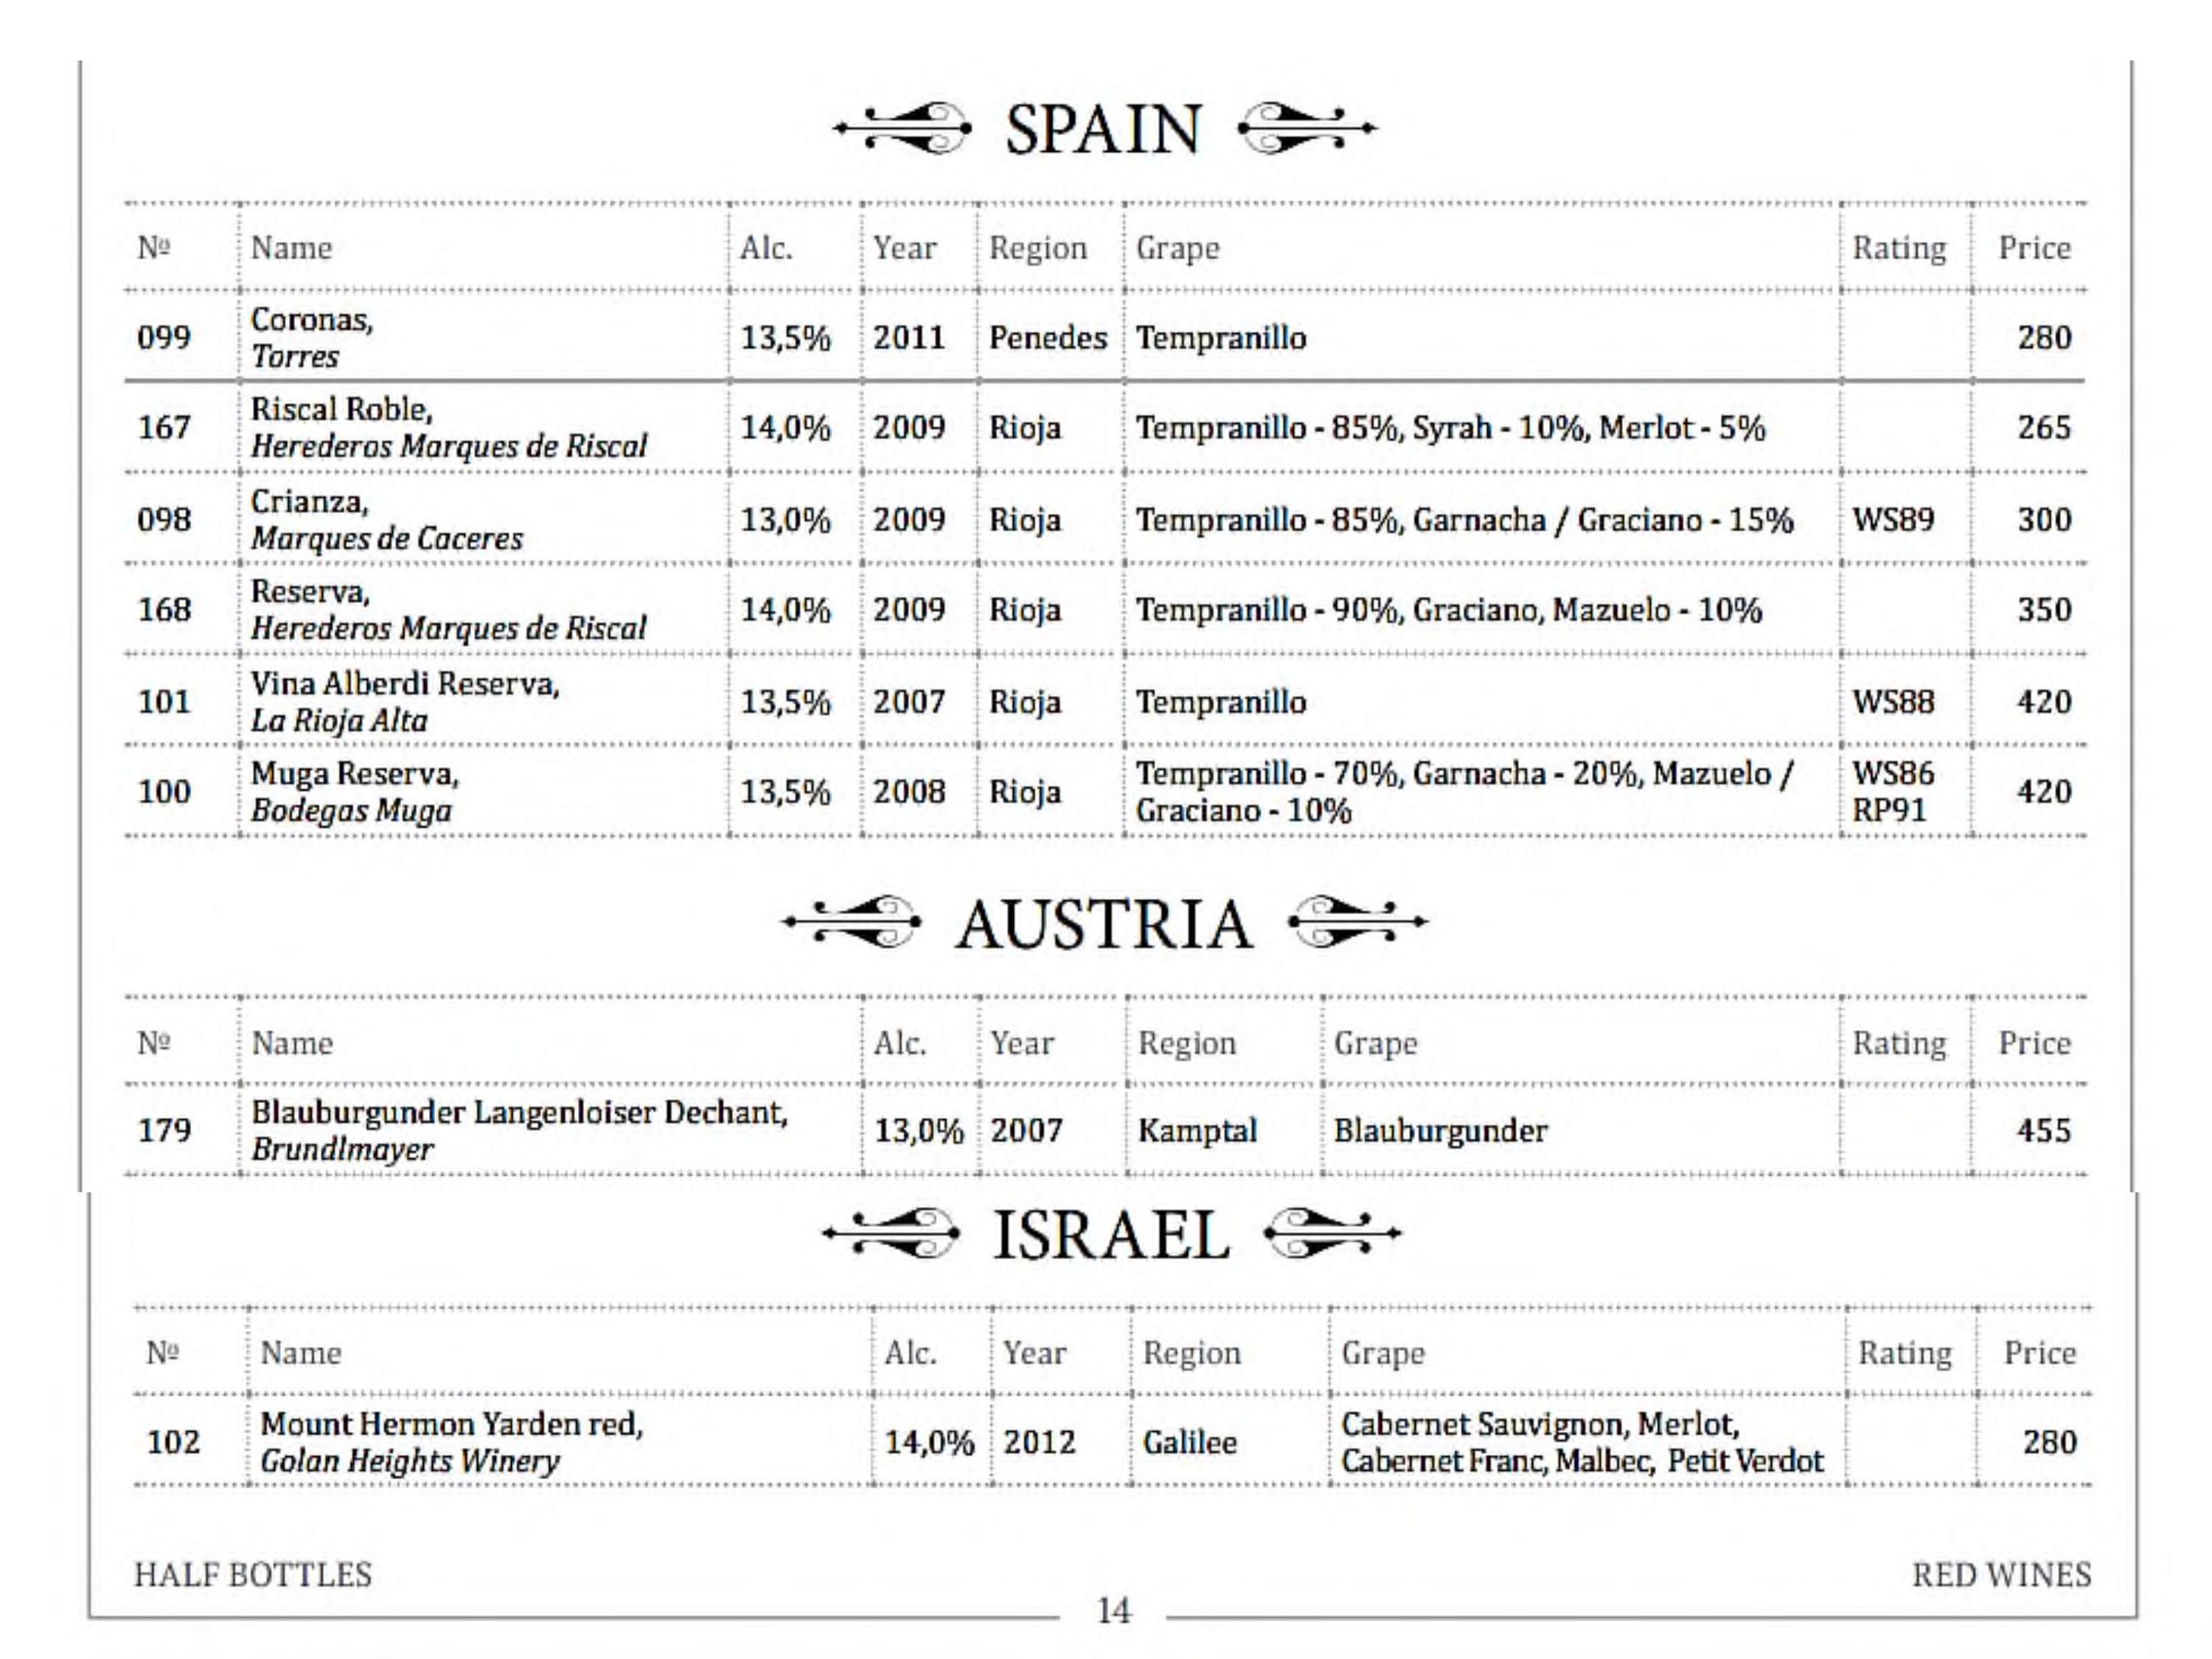 SPAIN
Nº Name Alc. Year Region Grape Rating Price
099 Coronas, 13,5% 2011 Penedes Tempranillo 280
Torres
167 Riscal Roble, 14,0% 2009 Rioja Tempranillo - 85%, Syrah - 10%, Merlot - 5% 265
Herederos Marques de Riscal
098 Crianza, 13,0% 2009 Rioja Tempranillo - 85%, Garnacha / Graciano - 15% WS89 300
Marques de Caceres
168 Reserva, 14,0% 2009 Rioja Tempranillo - 90%, Graciano, Mazuelo - 10% 350
Herederos Marques de Riscal
101 Vina Alberdi Reserva, 13,5% 2007 Rioja Tempranillo WS88 420
La Rioja Alta
100 Muga Reserva, 13,5% 2008 Rioja Tempranillo - 70%, Garnacha - 20%, Mazuelo / WS86 420
Bodegas Muga Graciano - 10% RP91
AUSTRIA
Nº Name Alc. Year Region Grape Rating Price
179 Blauburgunder Langenloiser Dechant, 13,0% 2007 Kamptal Blauburgunder 455
Brundlmayer
ISRAEL
Nº Name Alc. Year Region Grape Rating Price
102 Mount Hermon Yarden red, 14,0% 2012 Galilee Cabernet Sauvignon, Merlot, 280
Golan Heights Winery Cabernet Franc, Malbec, Petit Verdot
HALF BOTTLES RED WINES
14